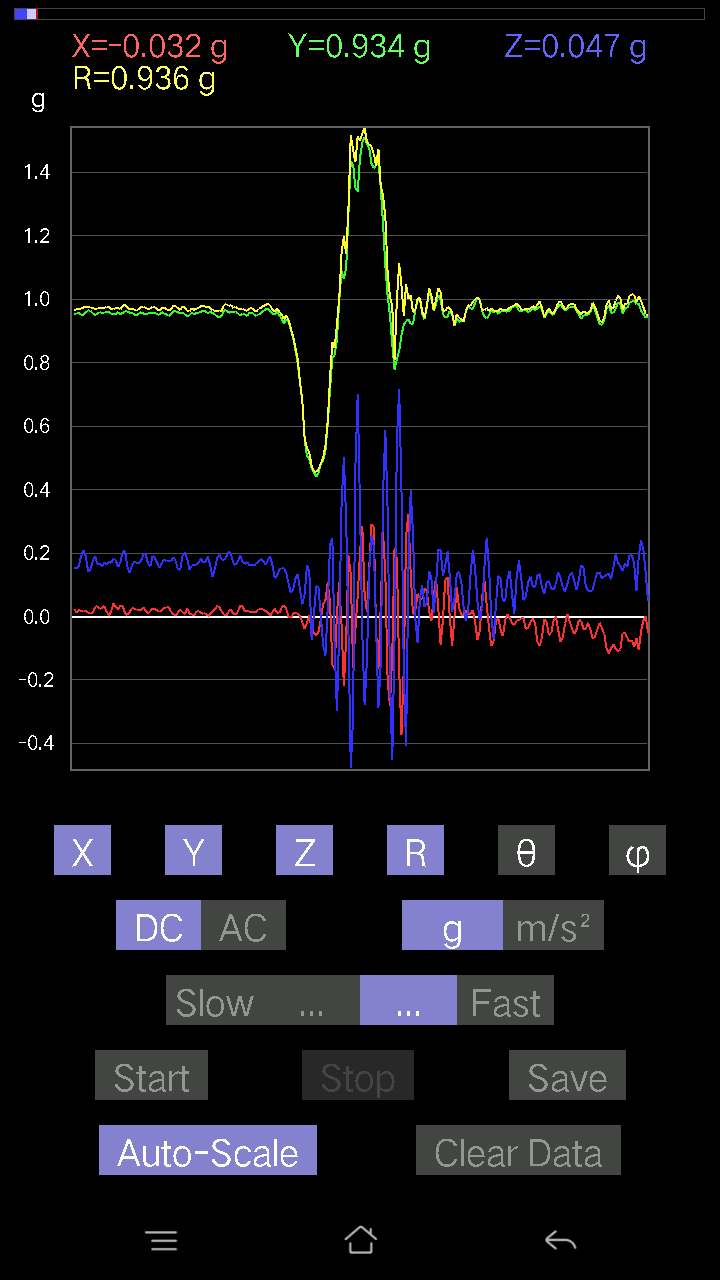 X=-0.032 g Y=0.934 g Z=0.047 g
R=0.936 g
g
1.4
1.2
1.0
0.8
0.6
0.4
0.2
0.0
-0.2
-0.4
X Y Z R θ φ
DC AC g m/s²
Slow ... ... Fast
Start Stop Save
Auto-Scale Clear Data